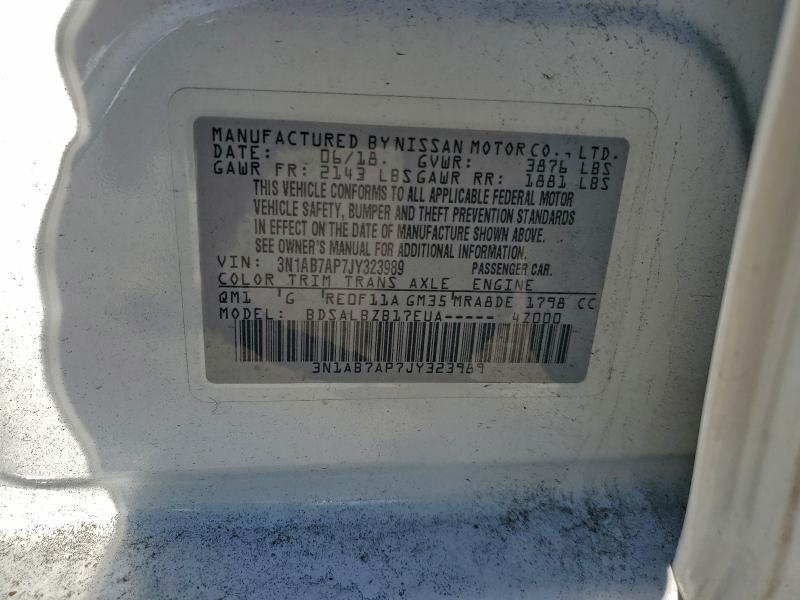 MANUFACTURED BY NISSAN MOTOR CO., LTD.
DATE: 06/18. GVWR: 3876 LBS
GAWR FR: 2143 LBS GAWR RR: 1881 LBS
THIS VEHICLE CONFORMS TO ALL APPLICABLE FEDERAL MOTOR
VEHICLE SAFETY, BUMPER AND THEFT PREVENTION STANDARDS
IN EFFECT ON THE DATE OF MANUFACTURE SHOWN ABOVE.
SEE OWNER'S MANUAL FOR ADDITIONAL INFORMATION.
VIN: 3N1AB7AP7JY323989 PASSENGER CAR.
COLOR TRIM TRANS AXLE ENGINE
QM1 G RE0F11A GM35 MRA8DE 1798 CC
MODEL: BDSALBZB17EUA----- 4Z000
3N1AB7AP7JY323989